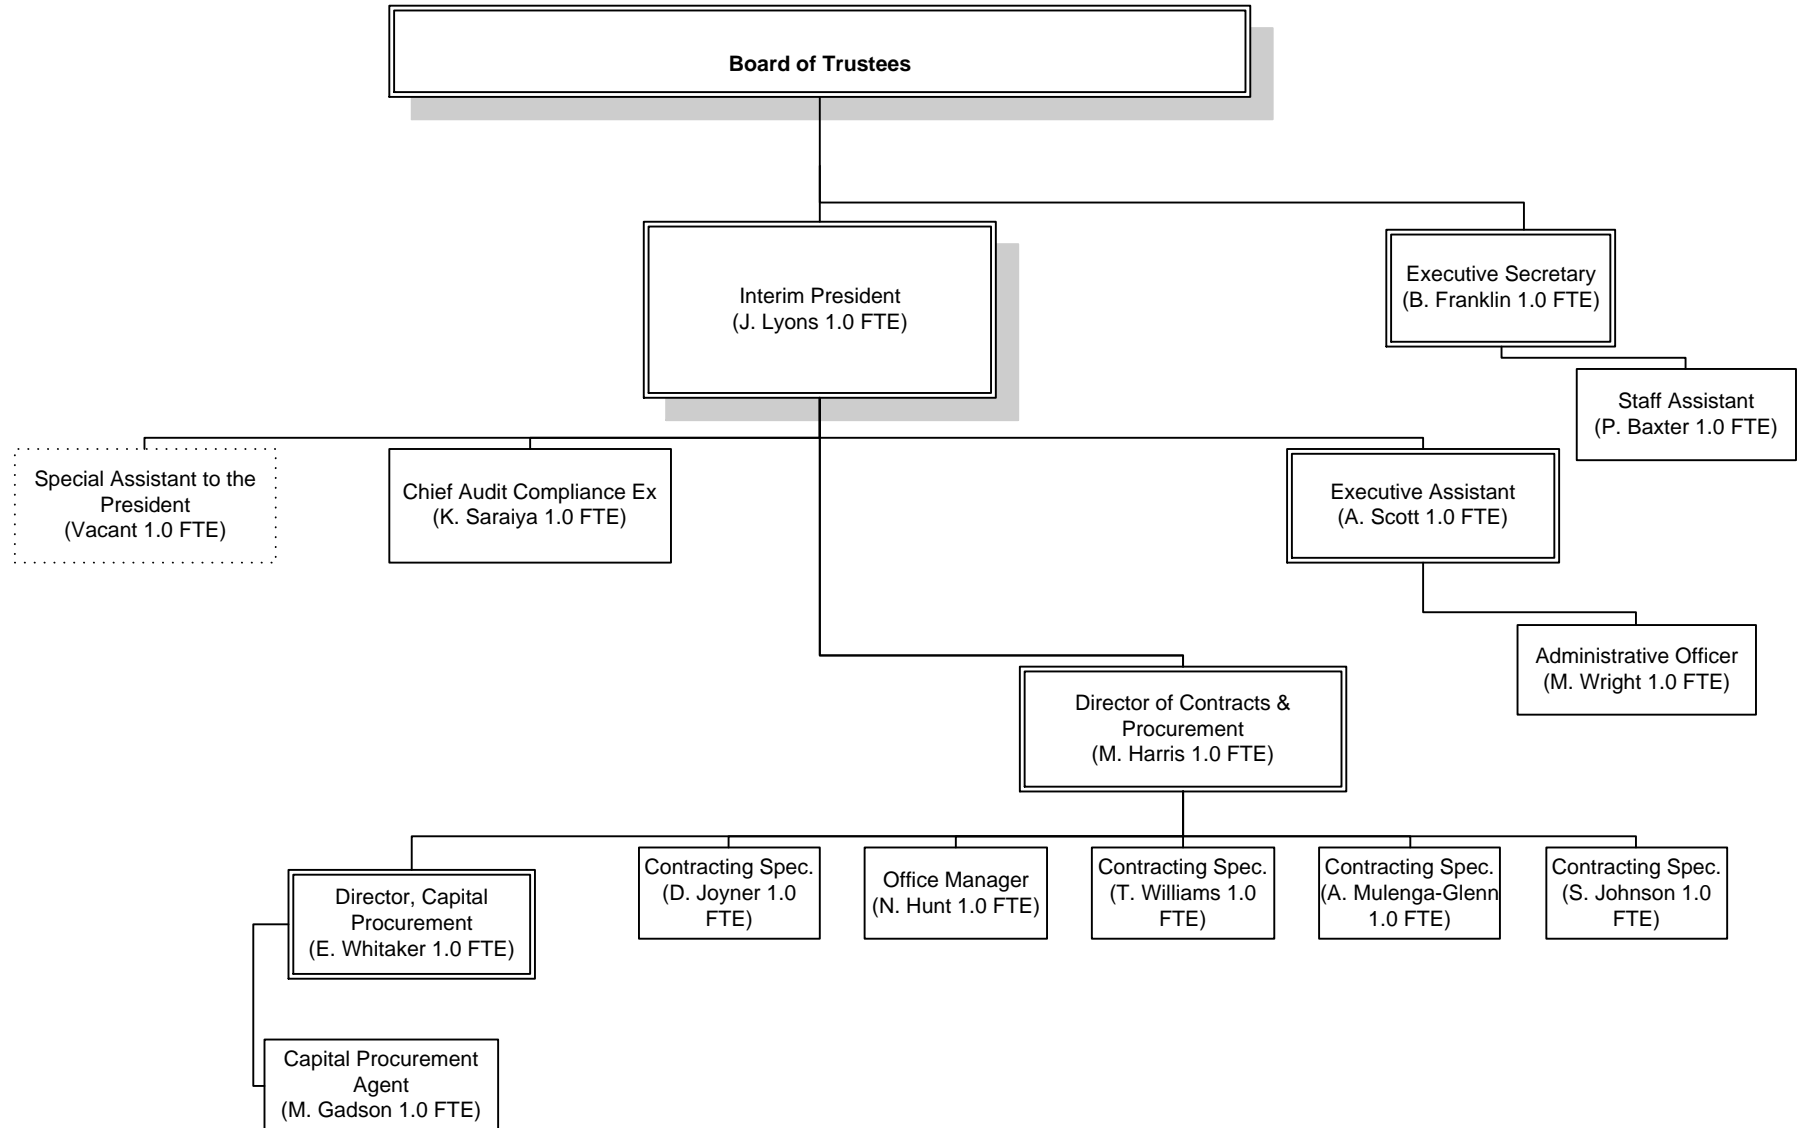 Board of Trustees
Interim President
(J. Lyons 1.0 FTE)
Executive Secretary
(B. Franklin 1.0 FTE)
Staff Assistant
(P. Baxter 1.0 FTE)
Special Assistant to the
President
(Vacant 1.0 FTE)
Chief Audit Compliance Ex
(K. Saraiya 1.0 FTE)
Executive Assistant
(A. Scott 1.0 FTE)
Administrative Officer
(M. Wright 1.0 FTE)
Director of Contracts &
Procurement
(M. Harris 1.0 FTE)
Director, Capital
Procurement
(E. Whitaker 1.0 FTE)
Contracting Spec.
(D. Joyner 1.0
FTE)
Office Manager
(N. Hunt 1.0 FTE)
Contracting Spec.
(T. Williams 1.0
FTE)
Contracting Spec.
(A. Mulenga-Glenn
1.0 FTE)
Contracting Spec.
(S. Johnson 1.0
FTE)
Capital Procurement
Agent
(M. Gadson 1.0 FTE)